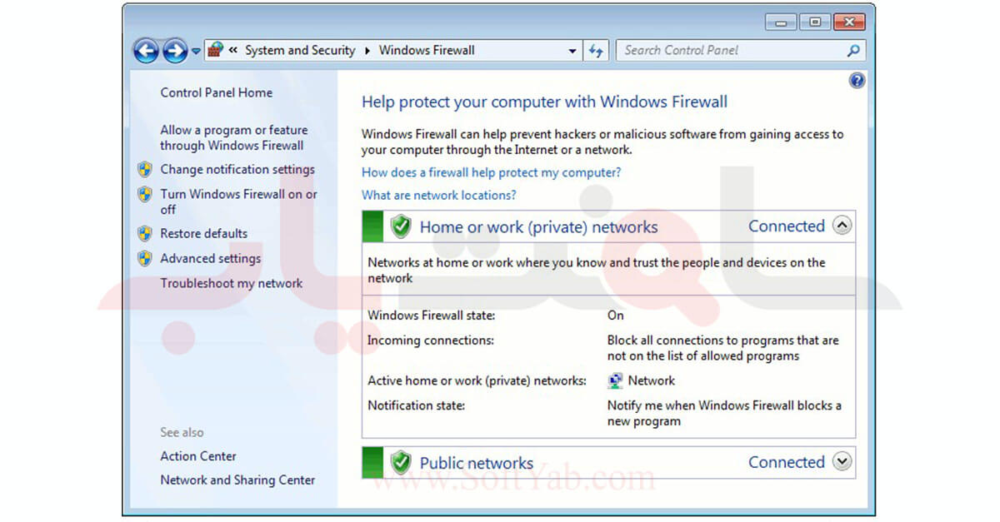 « System and Security ▸ Windows Firewall
Search Control Panel
Control Panel Home
Allow a program or feature
through Windows Firewall
Change notification settings
Turn Windows Firewall on or
off
Restore defaults
Advanced settings
Troubleshoot my network
See also
Action Center
Network and Sharing Center
Help protect your computer with Windows Firewall
Windows Firewall can help prevent hackers or malicious software from gaining access to
your computer through the Internet or a network.
How does a firewall help protect my computer?
What are network locations?
Home or work (private) networks Connected
Networks at home or work where you know and trust the people and devices on the
network
Windows Firewall state: On
Incoming connections: Block all connections to programs that are
not on the list of allowed programs
Active home or work (private) networks: Network
Notification state: Notify me when Windows Firewall blocks a
new program
Public networks Connected
سافت یاب
www.SoftYab.com